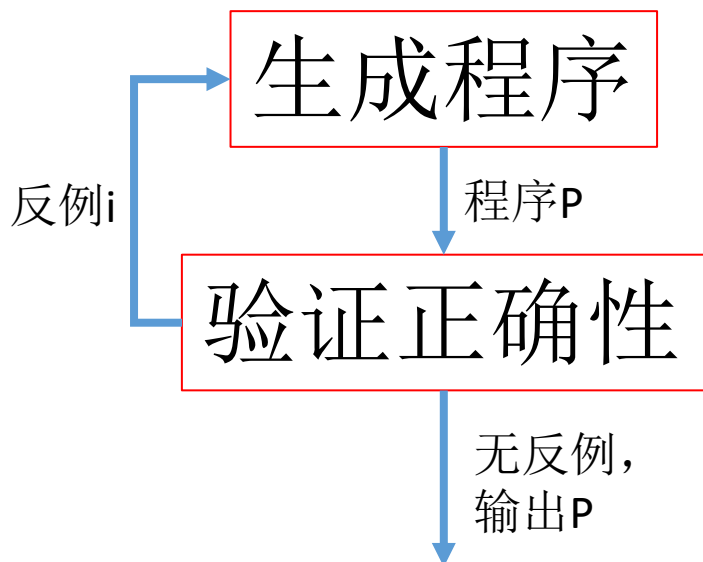 生成程序
反例i
程序P
验证正确性
无反例，
输出P